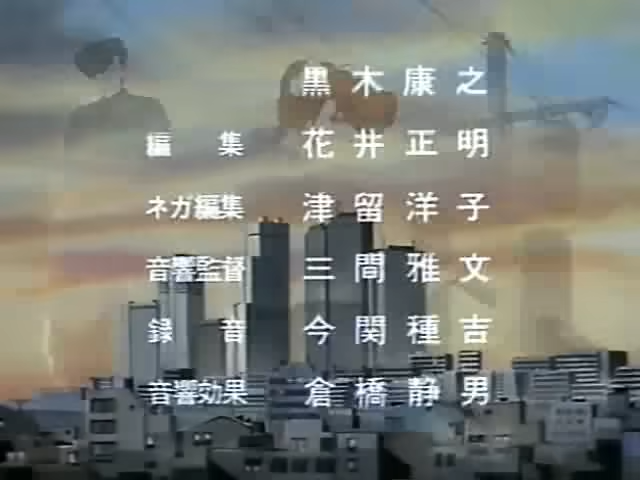 黒木康之
編集 花井正明
ネガ編集 津留洋子
音響監督 三間雅文
録音 今関種吉
音響効果 倉橋静男